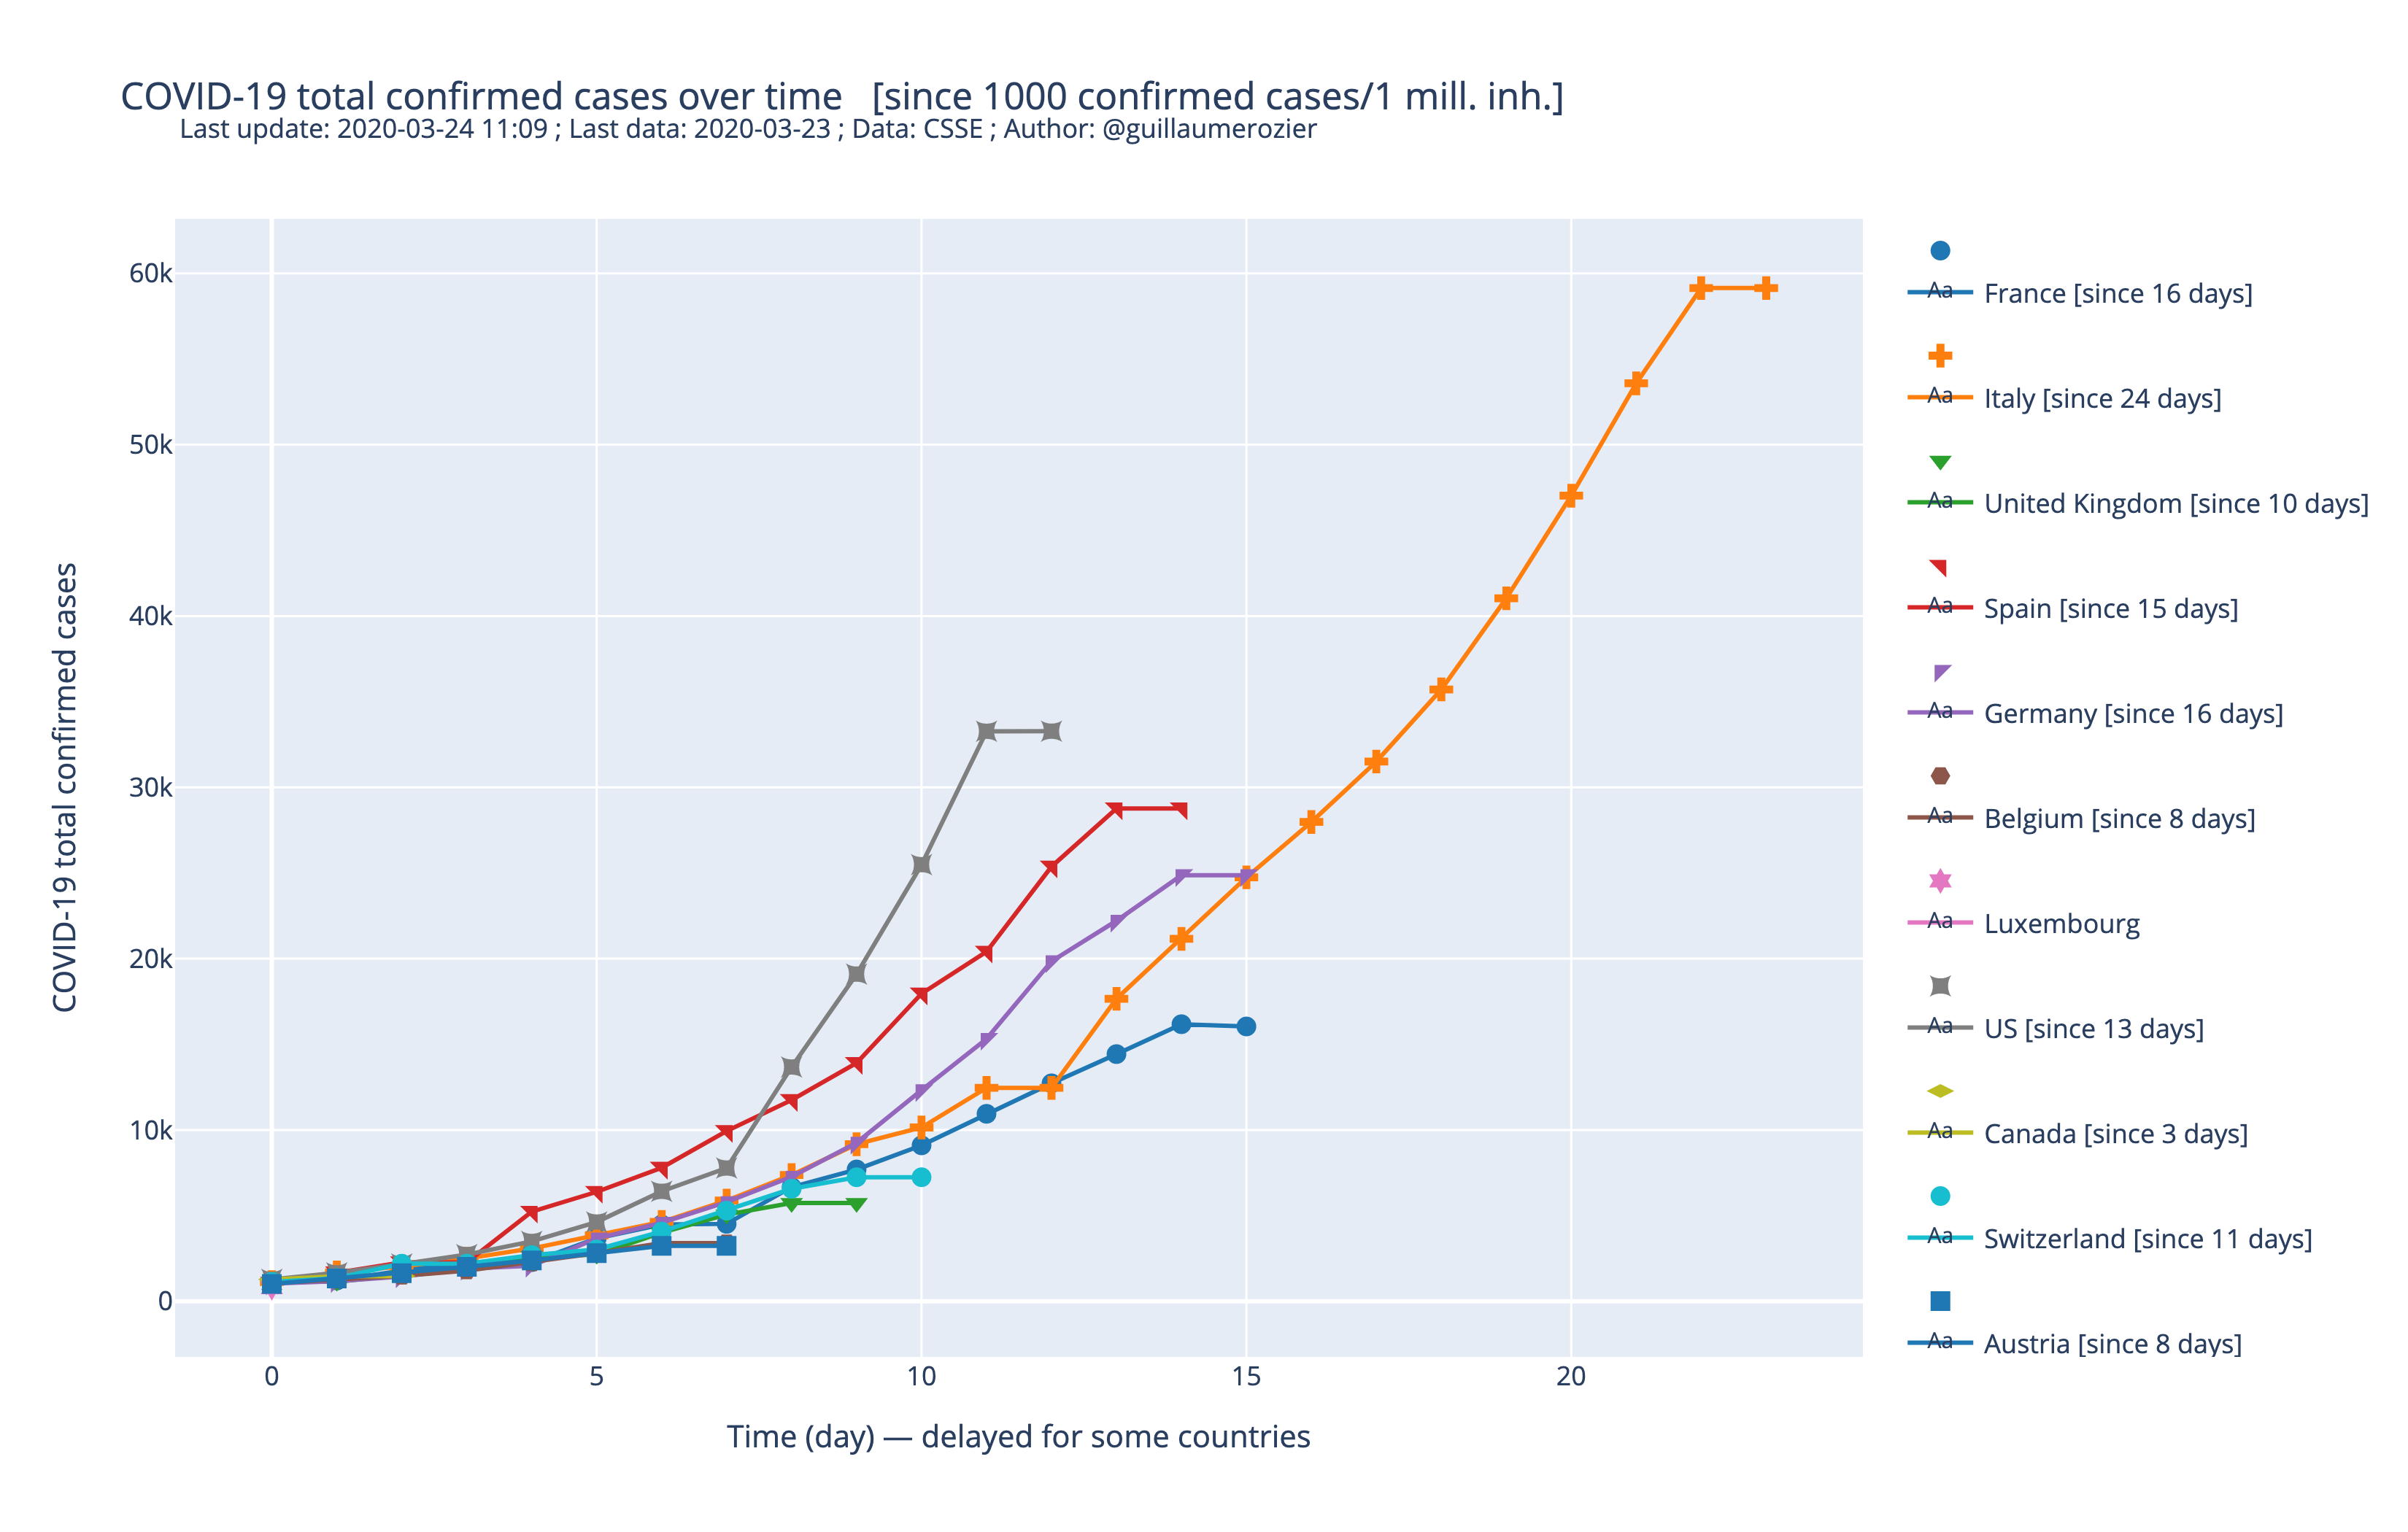 COVID-19 total confirmed cases over time [since 1000 confirmed cases/1 mill. inh.]
Last update: 2020-03-24 11:09 ; Last data: 2020-03-23 ; Data: CSSE ; Author: @guillaumerozier
60k
50k
40k
30k
20k
10k
0
COVID-19 total confirmed cases
0
5
10
15
20
Time (day) — delayed for some countries
Aa France [since 16 days]
Aa Italy [since 24 days]
Aa United Kingdom [since 10 days]
Aa Spain [since 15 days]
Aa Germany [since 16 days]
Aa Belgium [since 8 days]
Aa Luxembourg
Aa US [since 13 days]
Aa Canada [since 3 days]
Aa Switzerland [since 11 days]
Aa Austria [since 8 days]